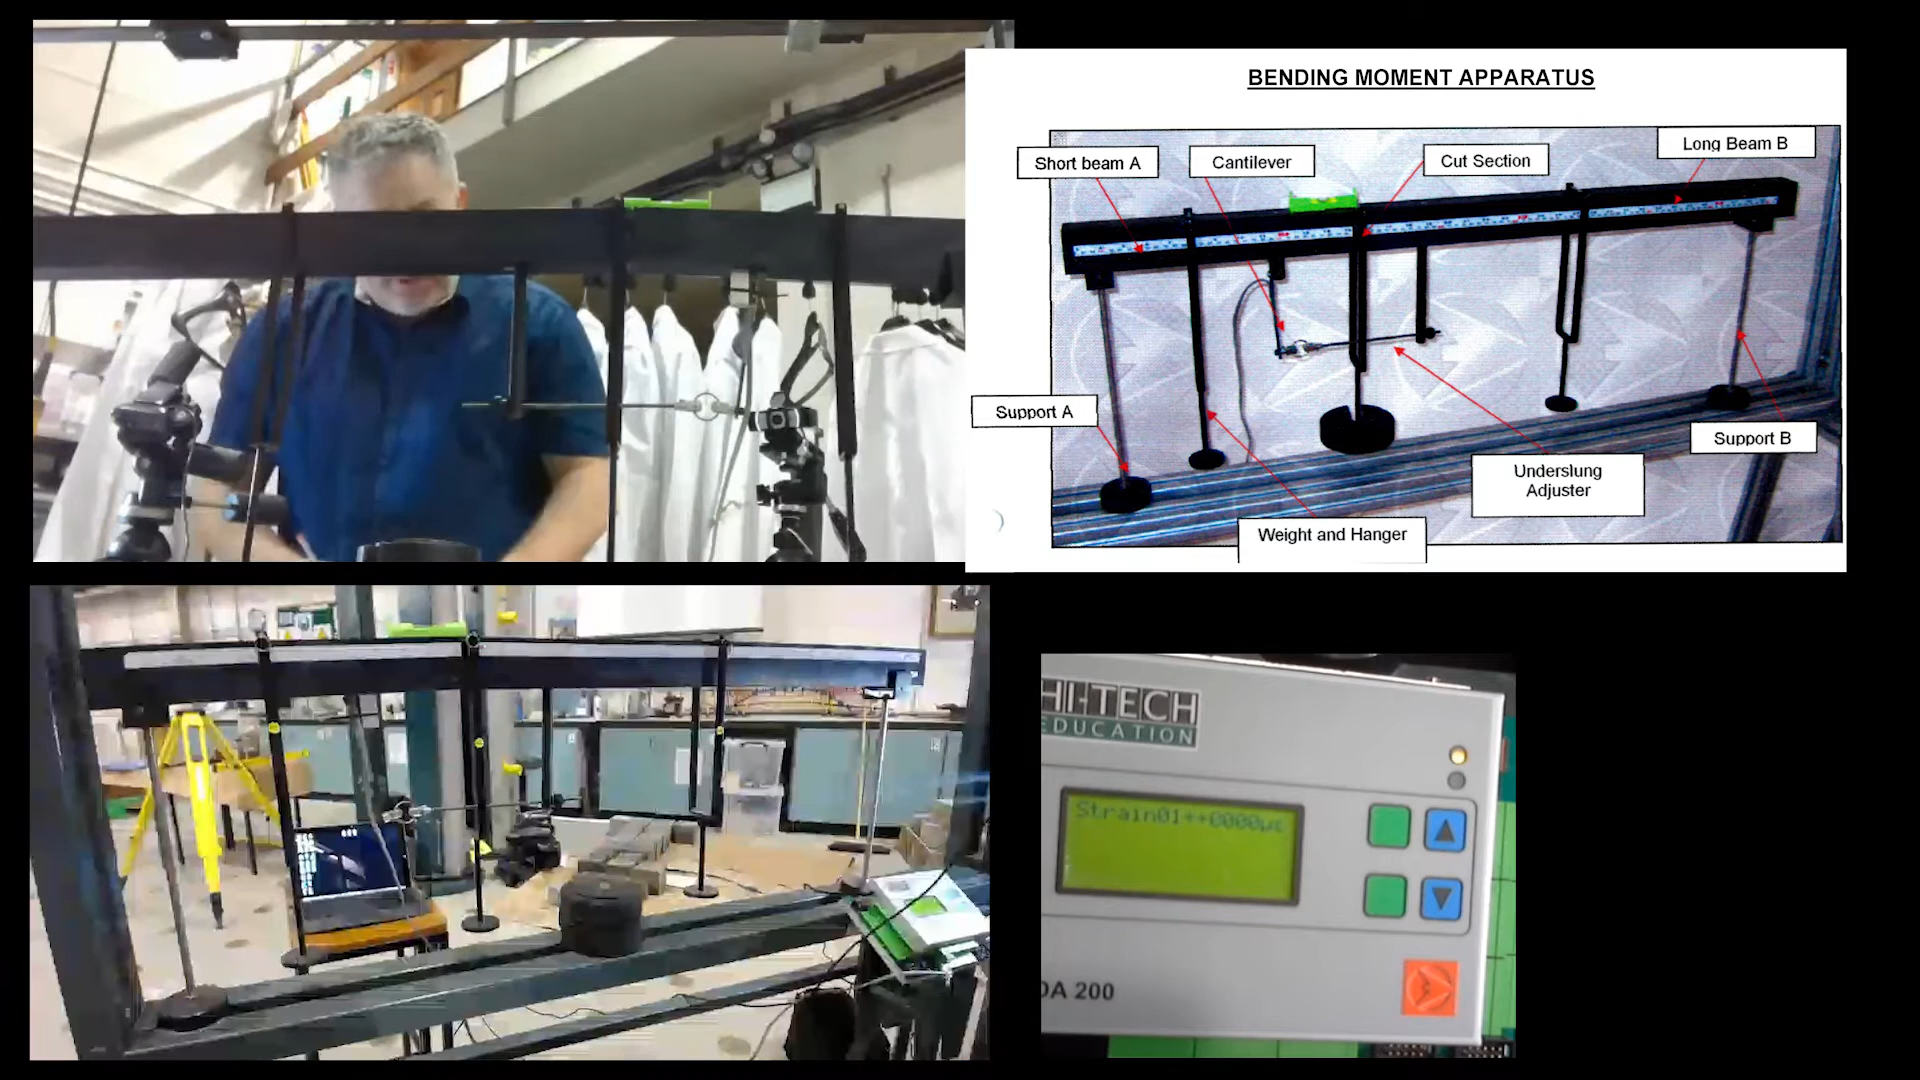 BENDING MOMENT APPARATUS
Short beam A
Cantilever
Cut Section
Long Beam B
Support A
Support B
Underslung
Adjuster
Weight and Hanger
HI-TECH
EDUCATION
Strain01++0000µε
DA 200